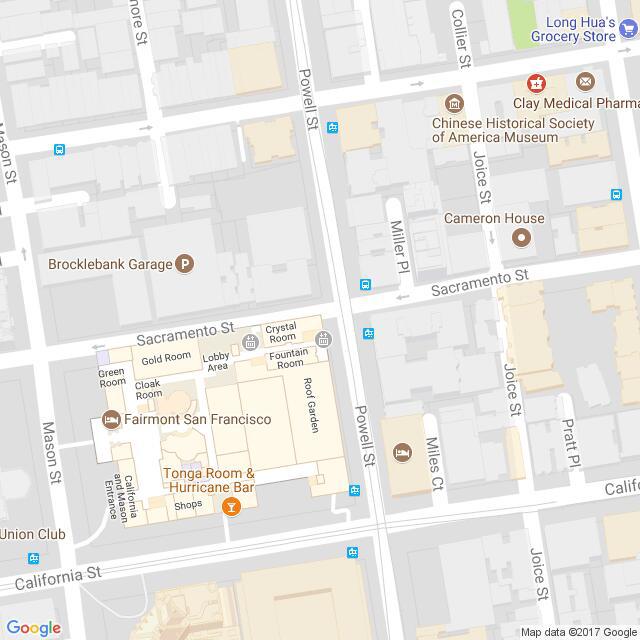 more St
Collier St
Long Hua's
Grocery Store
Powell St
Clay Medical Pharma
Chinese Historical Society
of America Museum
Mason St
Joice St
Cameron House
Miller Pl
Brocklebank Garage
P
Sacramento St
Sacramento St
Crystal
Room
Gold Room
Lobby
Area
Fountain
Room
Green
Room
Cloak
Room
Roof Garden
Joice St
Fairmont San Francisco
Powell St
Mason St
Miles Ct
Pratt Pl
Tonga Room &
Hurricane Bar
California
and Mason
Entrance
Shops
Califo
Union Club
California St
Joice St
Google
Map data ©2017 Google